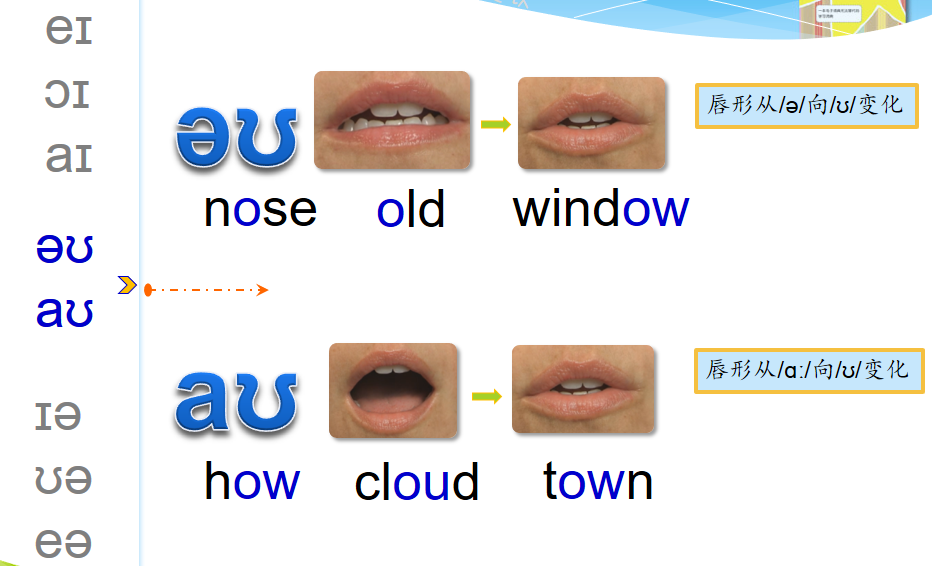 eɪ
ɔɪ
aɪ
əʊ
aʊ
ɪə
ʊə
eə
əʊ
唇形从/ə/向/ʊ/变化
nose old window
aʊ
唇形从/ɑː/向/ʊ/变化
how cloud town